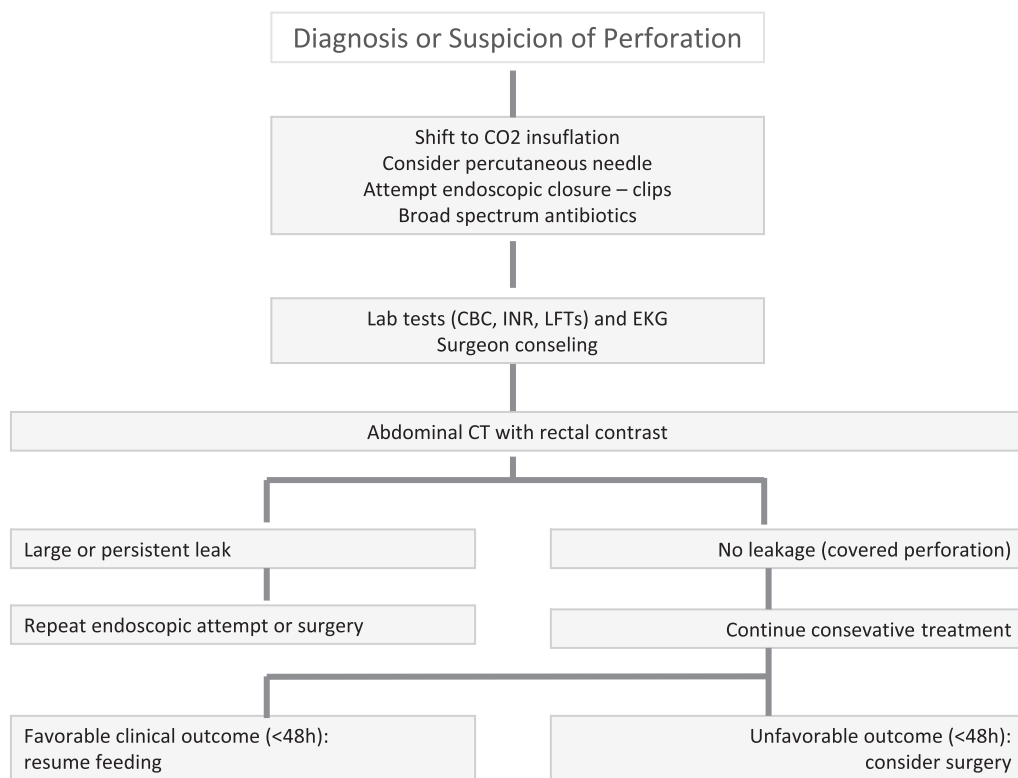 Diagnosis or Suspicion of Perforation
Shift to CO2 insuflation
Consider percutaneous needle
Attempt endoscopic closure – clips
Broad spectrum antibiotics
Lab tests (CBC, INR, LFTs) and EKG
Surgeon conseling
Abdominal CT with rectal contrast
Large or persistent leak
No leakage (covered perforation)
Repeat endoscopic attempt or surgery
Continue consevative treatment
Favorable clinical outcome (<48h):
resume feeding
Unfavorable outcome (<48h):
consider surgery